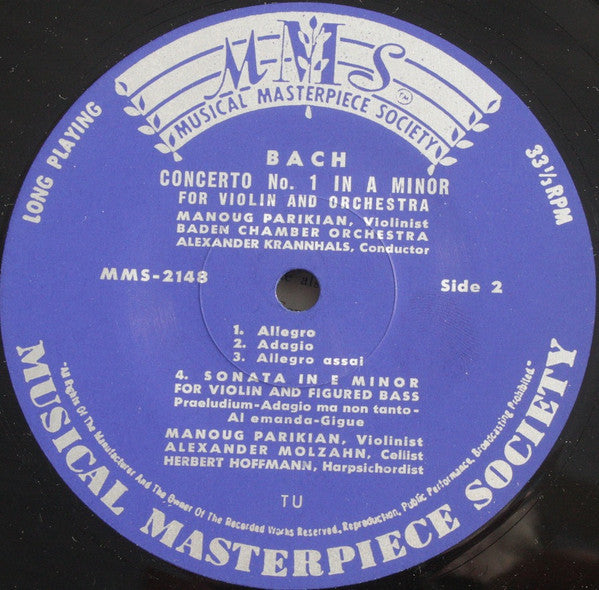 MMS
TM
MUSICAL MASTERPIECE SOCIETY
LONG PLAYING
33 1/3 RPM
BACH
CONCERTO No. 1 IN A MINOR
FOR VIOLIN AND ORCHESTRA
MANOUG PARIKIAN, Violinist
BADEN CHAMBER ORCHESTRA
ALEXANDER KRANNHALS, Conductor
MMS-2148
Side 2
1. Allegro
2. Adagio
3. Allegro assai
4. SONATA IN E MINOR
FOR VIOLIN AND FIGURED BASS
Praeludium-Adagio ma non tanto-
Al emanda-Gigue
MANOUG PARIKIAN, Violinist
ALEXANDER MOLZAHN, Cellist
HERBERT HOFFMANN, Harpsichordist
TU
"All Rights Of The Manufacturer And The Owner Of The Recorded Works Reserved. Reproduction, Public Performance, Broadcasting Prohibited."
MUSICAL MASTERPIECE SOCIETY